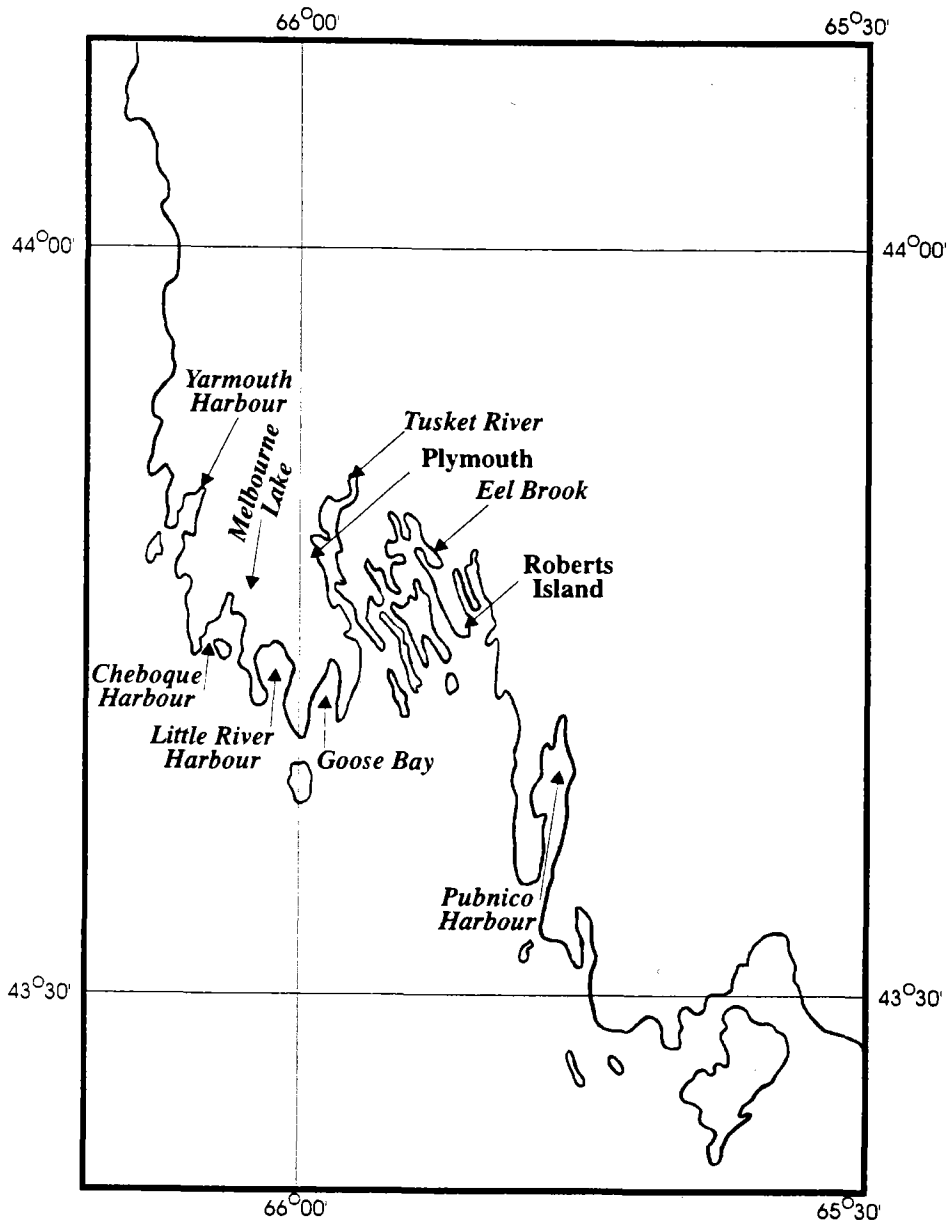 66°00'
65°30'
44°00'
44°00'
Yarmouth
Harbour
Melbourne
Lake
Tusket River
Plymouth
Eel Brook
Roberts
Island
Cheboque
Harbour
Little River
Harbour
Goose Bay
Pubnico
Harbour
43°30'
43°30'
66°00'
65°30'